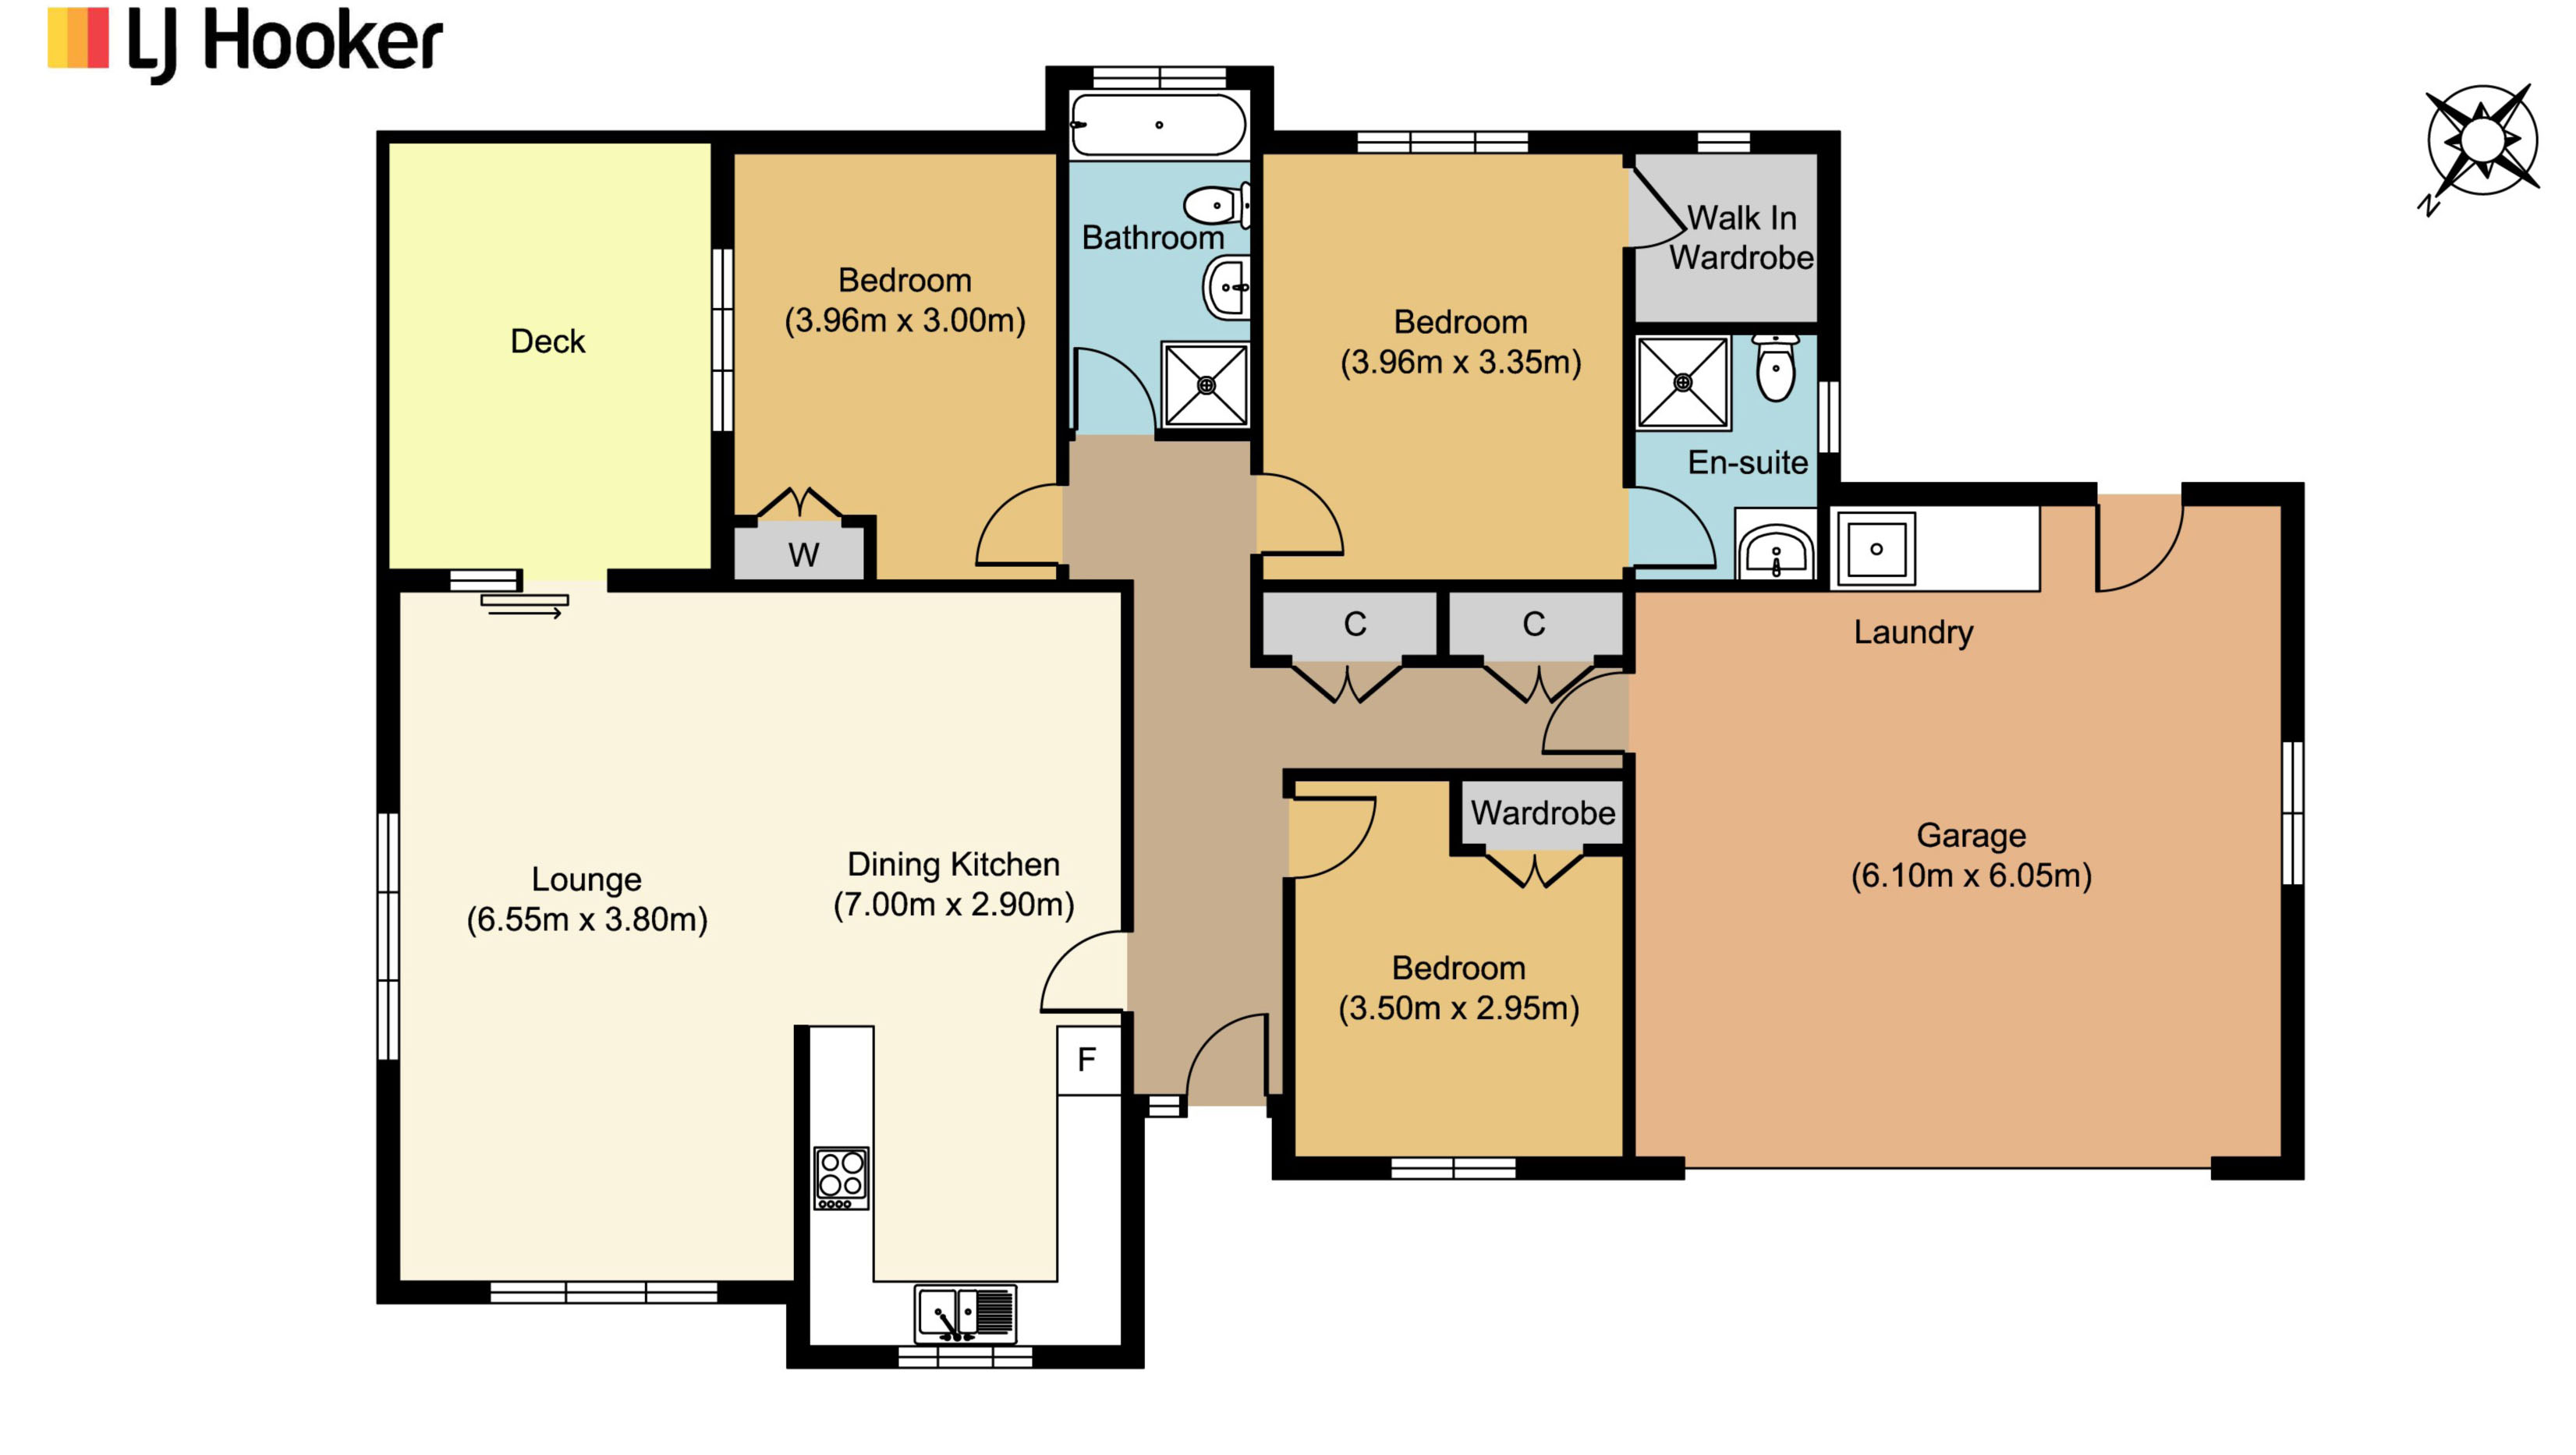 LJ Hooker
N
Deck
Bedroom
(3.96m x 3.00m)
Bathroom
Bedroom
(3.96m x 3.35m)
Walk In
Wardrobe
En-suite
W
C
C
Laundry
Lounge
(6.55m x 3.80m)
Dining Kitchen
(7.00m x 2.90m)
F
Wardrobe
Bedroom
(3.50m x 2.95m)
Garage
(6.10m x 6.05m)